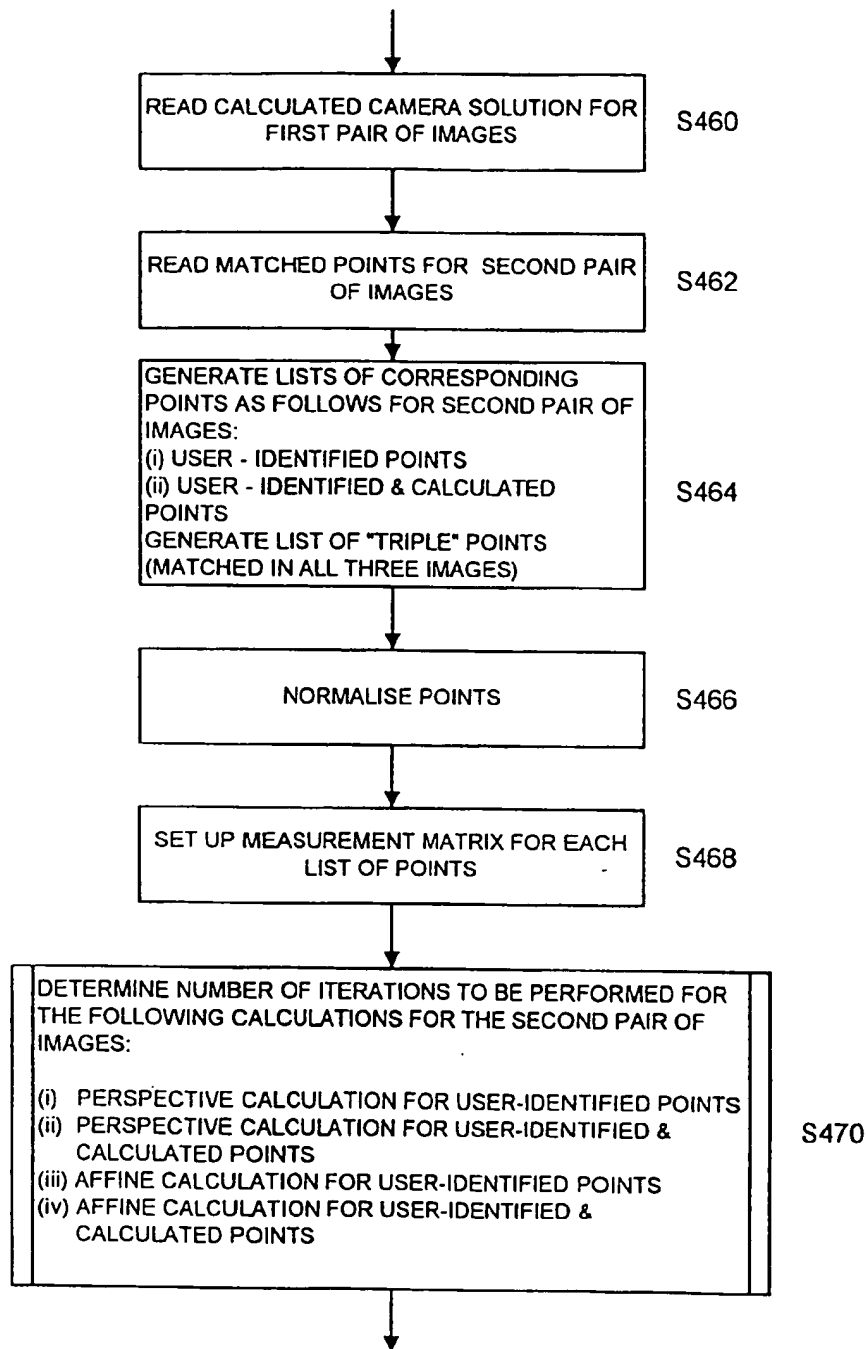 READ CALCULATED CAMERA SOLUTION FOR
FIRST PAIR OF IMAGES
S460
READ MATCHED POINTS FOR SECOND PAIR
OF IMAGES
S462
GENERATE LISTS OF CORRESPONDING
POINTS AS FOLLOWS FOR SECOND PAIR OF
IMAGES:
(i) USER - IDENTIFIED POINTS
(ii) USER - IDENTIFIED & CALCULATED
POINTS
GENERATE LIST OF "TRIPLE" POINTS
(MATCHED IN ALL THREE IMAGES)
S464
NORMALISE POINTS
S466
SET UP MEASUREMENT MATRIX FOR EACH
LIST OF POINTS
S468
DETERMINE NUMBER OF ITERATIONS TO BE PERFORMED FOR
THE FOLLOWING CALCULATIONS FOR THE SECOND PAIR OF
IMAGES:
(i) PERSPECTIVE CALCULATION FOR USER-IDENTIFIED POINTS
(ii) PERSPECTIVE CALCULATION FOR USER-IDENTIFIED &
CALCULATED POINTS
(iii) AFFINE CALCULATION FOR USER-IDENTIFIED POINTS
(iv) AFFINE CALCULATION FOR USER-IDENTIFIED &
CALCULATED POINTS
S470